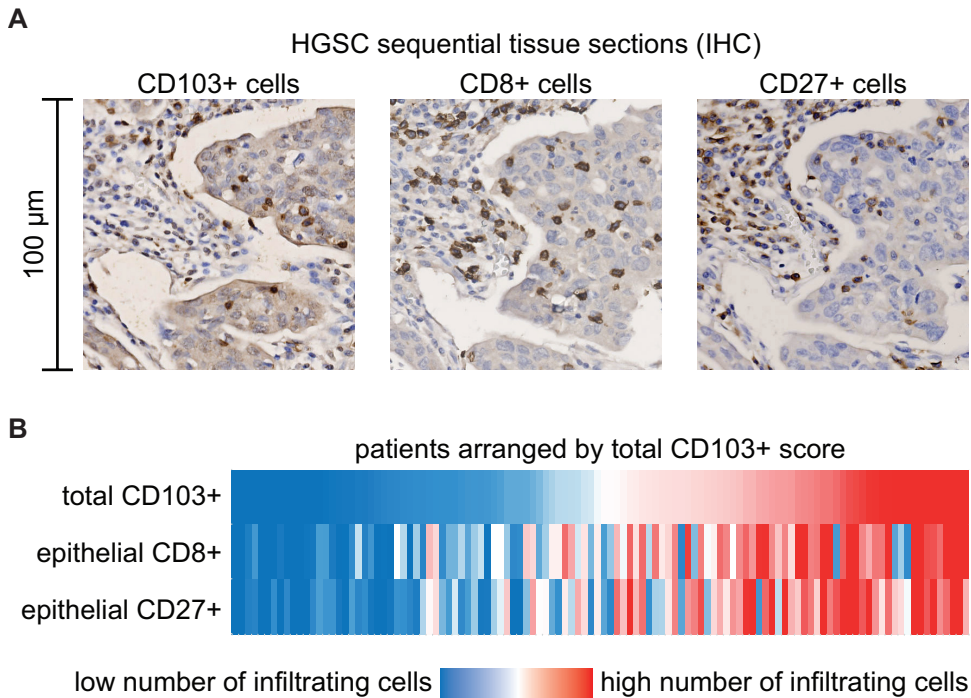 A
HGSC sequential tissue sections (IHC)
CD103+ cells
CD8+ cells
CD27+ cells
100 µm
B
patients arranged by total CD103+ score
total CD103+
epithelial CD8+
epithelial CD27+
low number of infiltrating cells
high number of infiltrating cells